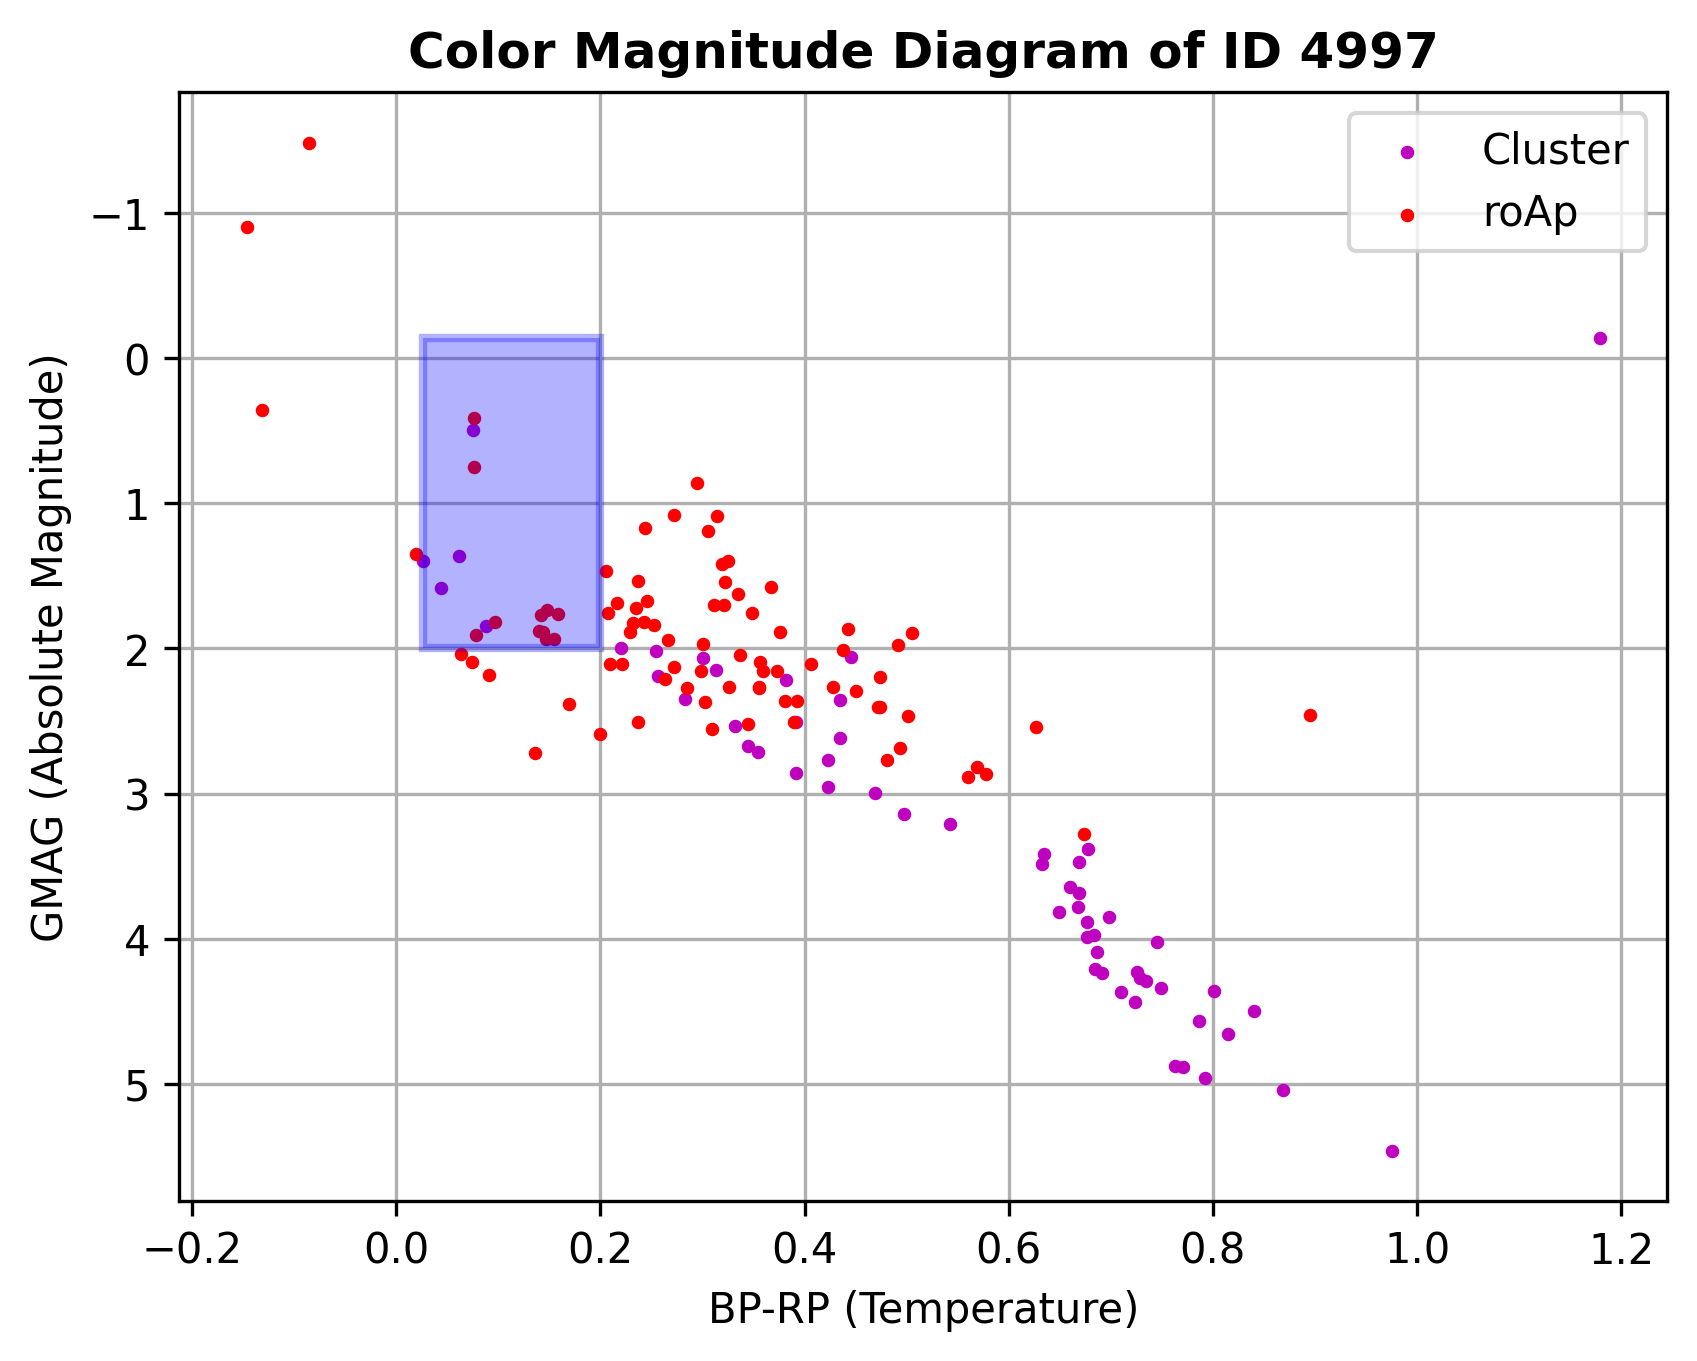 Color Magnitude Diagram of ID 4997
Cluster
roAp
GMAG (Absolute Magnitude)
−1
0
1
2
3
4
5
−0.2 0.0 0.2 0.4 0.6 0.8 1.0 1.2
BP-RP (Temperature)